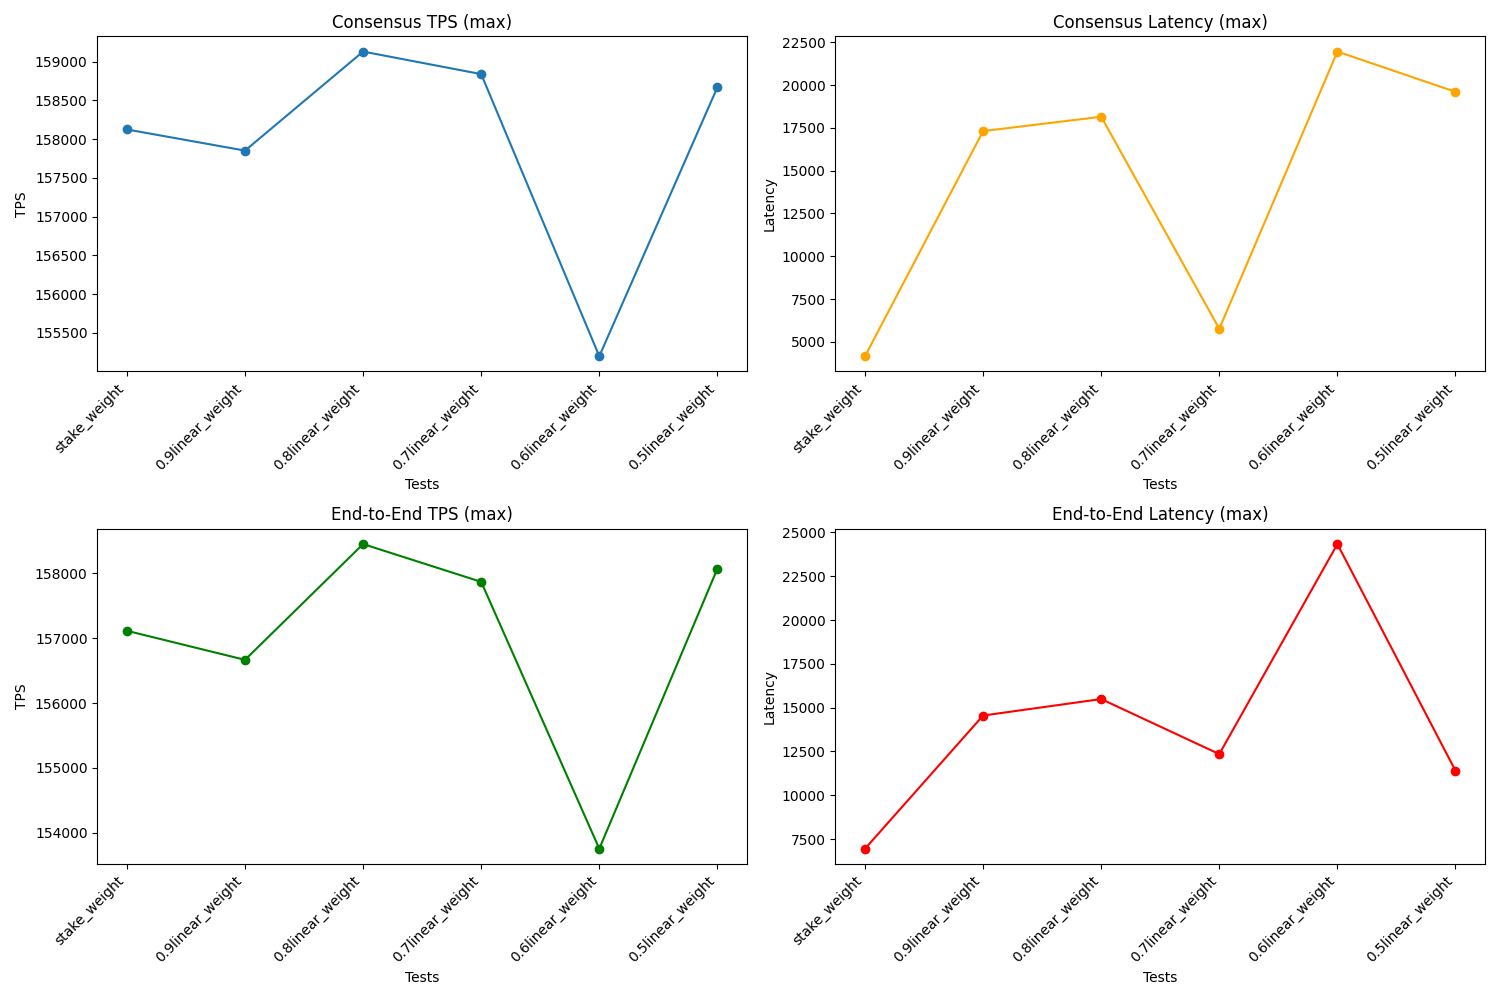 Consensus TPS (max)
159000
158500
158000
157500
157000
156500
156000
155500
TPS
stake_weight
0.9linear_weight
0.8linear_weight
0.7linear_weight
0.6linear_weight
0.5linear_weight
Tests
Consensus Latency (max)
22500
20000
17500
15000
12500
10000
7500
5000
Latency
stake_weight
0.9linear_weight
0.8linear_weight
0.7linear_weight
0.6linear_weight
0.5linear_weight
Tests
End-to-End TPS (max)
158000
157000
156000
155000
154000
TPS
stake_weight
0.9linear_weight
0.8linear_weight
0.7linear_weight
0.6linear_weight
0.5linear_weight
Tests
End-to-End Latency (max)
25000
22500
20000
17500
15000
12500
10000
7500
Latency
stake_weight
0.9linear_weight
0.8linear_weight
0.7linear_weight
0.6linear_weight
0.5linear_weight
Tests